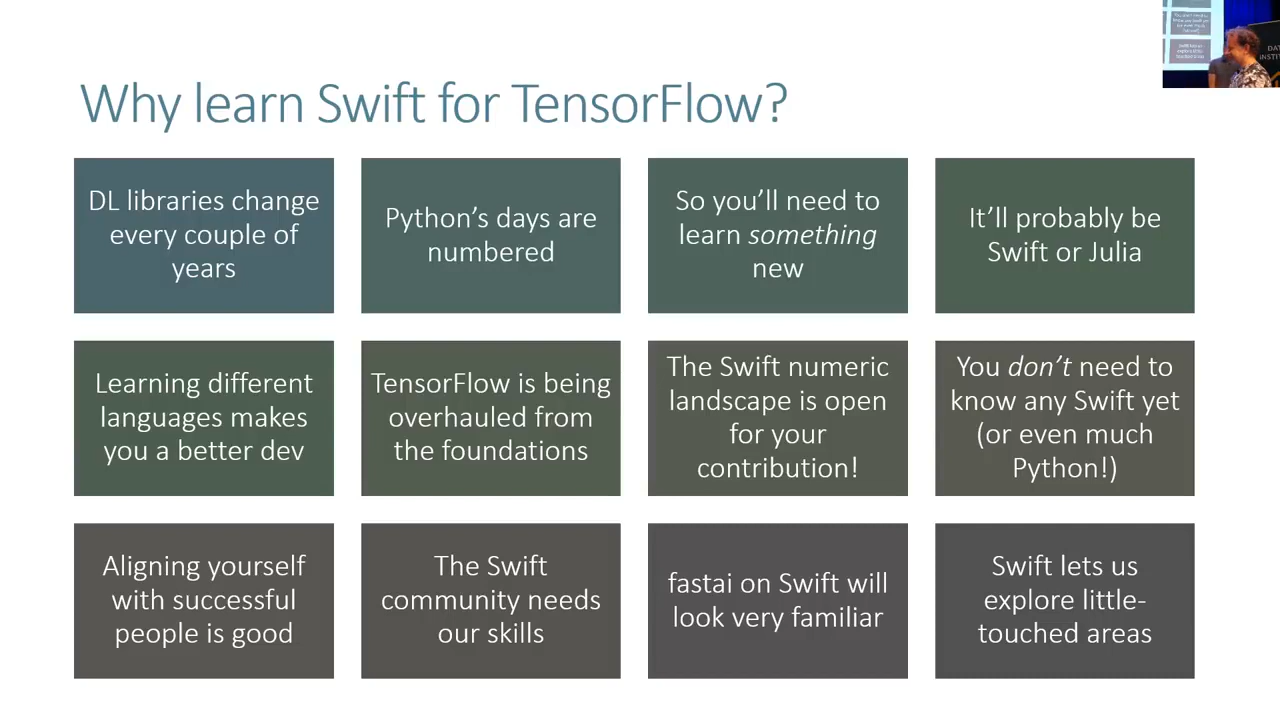 Why learn Swift for TensorFlow?
DL libraries change
every couple of
years
Python’s days are
numbered
So you’ll need to
learn something
new
It’ll probably be
Swift or Julia
Learning different
languages makes
you a better dev
TensorFlow is being
overhauled from
the foundations
The Swift numeric
landscape is open
for your
contribution!
You don’t need to
know any Swift yet
(or even much
Python!)
Aligning yourself
with successful
people is good
The Swift
community needs
our skills
fastai on Swift will
look very familiar
Swift lets us
explore little-
touched areas